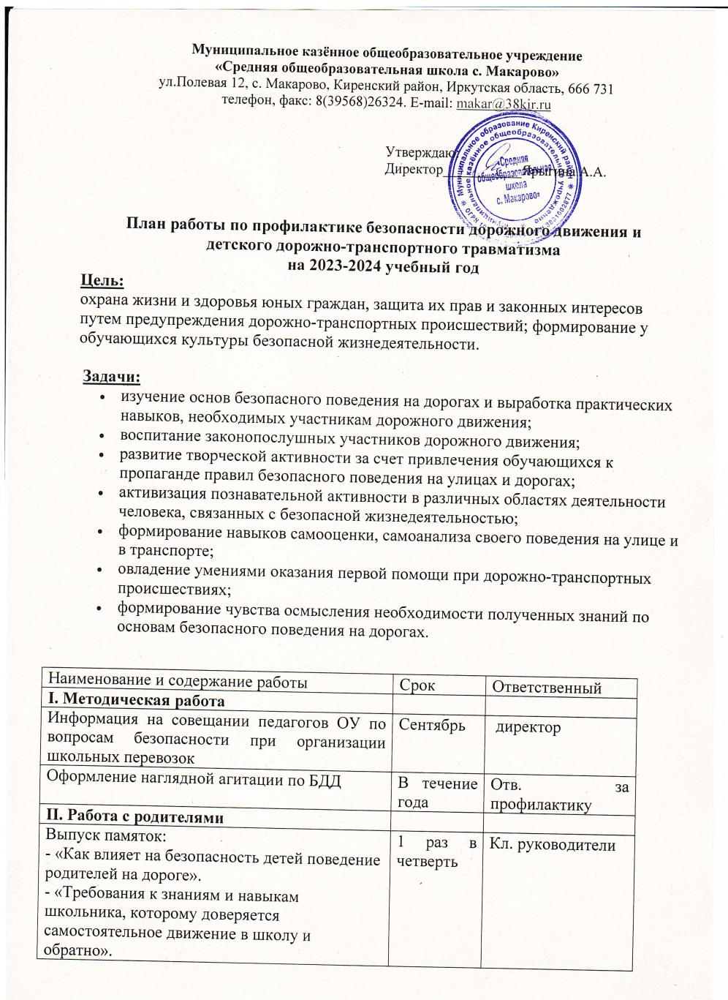 Муниципальное казённое общеобразовательное учреждение
«Средняя общеобразовательная школа с. Макарово»
ул.Полевая 12, с. Макарово, Киренский район, Иркутская область, 666 731
телефон, факс: 8(39568)26324. E-mail: makar@38kir.ru
Муниципальное образование Киренский район
«Средняя
общеобразовательная
школа
с. Макарово»
Утверждаю:
Директор____________Ярыгина А.А.
План работы по профилактике безопасности дорожного движения и
детского дорожно-транспортного травматизма
на 2023-2024 учебный год
Цель:
охрана жизни и здоровья юных граждан, защита их прав и законных интересов
путем предупреждения дорожно-транспортных происшествий; формирование у
обучающихся культуры безопасной жизнедеятельности.
Задачи:
• изучение основ безопасного поведения на дорогах и выработка практических
навыков, необходимых участникам дорожного движения;
• воспитание законопослушных участников дорожного движения;
• развитие творческой активности за счет привлечения обучающихся к
пропаганде правил безопасного поведения на улицах и дорогах;
• активизация познавательной активности в различных областях деятельности
человека, связанных с безопасной жизнедеятельностью;
• формирование навыков самооценки, самоанализа своего поведения на улице и
в транспорте;
• овладение умениями оказания первой помощи при дорожно-транспортных
происшествиях;
• формирование чувства осмысления необходимости полученных знаний по
основам безопасного поведения на дорогах.
Наименование и содержание работы Срок Ответственный
I. Методическая работа
Информация на совещании педагогов ОУ по Сентябрь директор
вопросам безопасности при организации
школьных перевозок
Оформление наглядной агитации по БДД В течение Отв. за
года профилактику
II. Работа с родителями
Выпуск памяток: 1 раз в Кл. руководители
- «Как влияет на безопасность детей поведение четверть
родителей на дороге».
- «Требования к знаниям и навыкам
школьника, которому доверяется
самостоятельное движение в школу и
обратно».